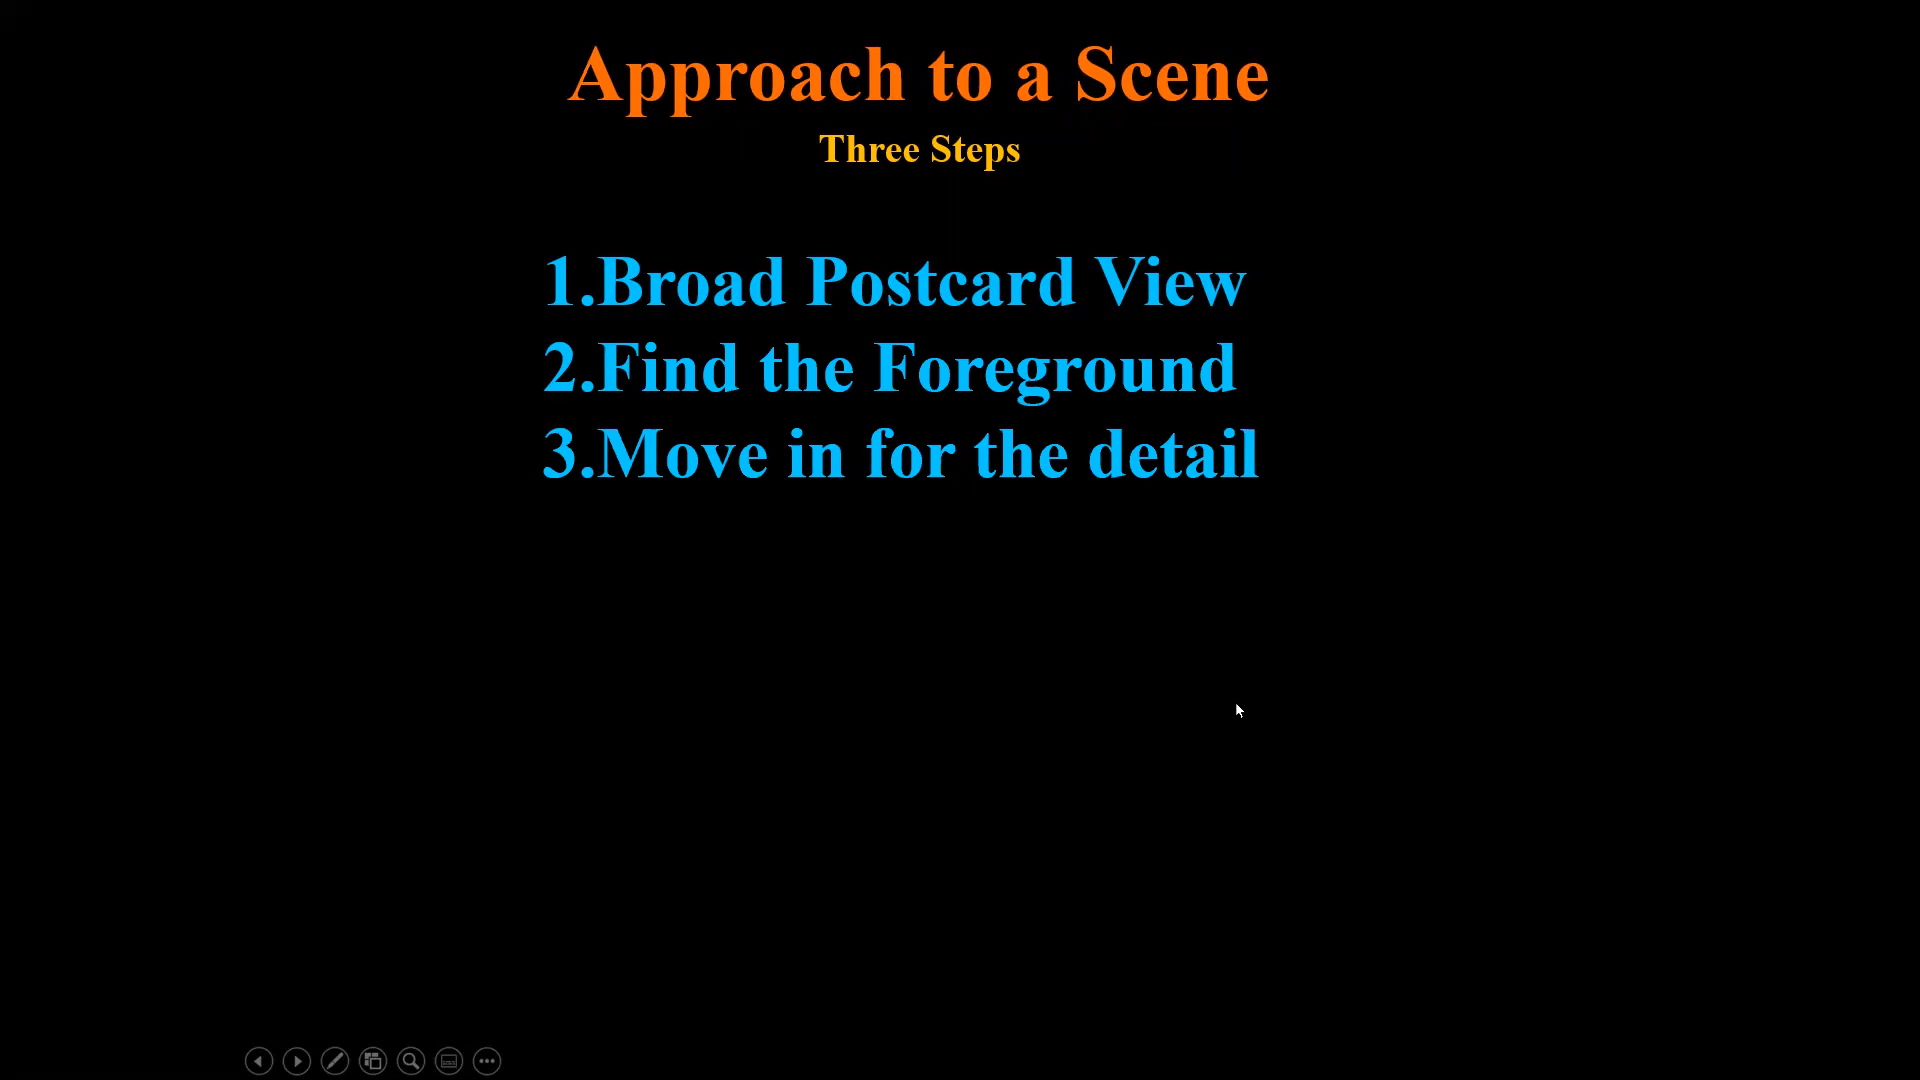 Approach to a Scene
Three Steps
1.Broad Postcard View
2.Find the Foreground
3.Move in for the detail